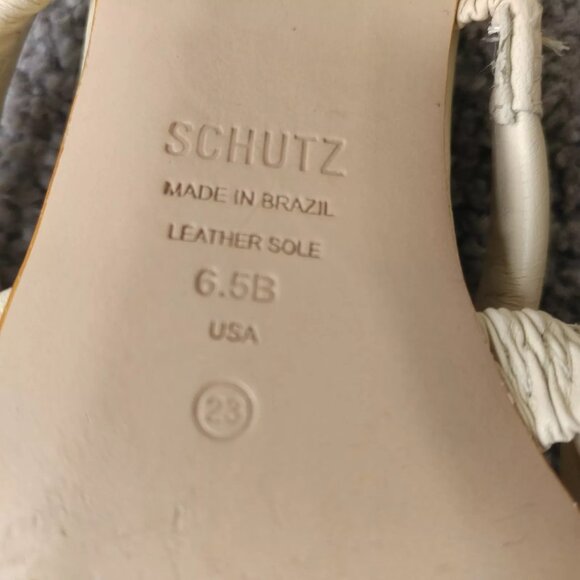 SCHUTZ
MADE IN BRAZIL
LEATHER SOLE
6.5B
USA
23